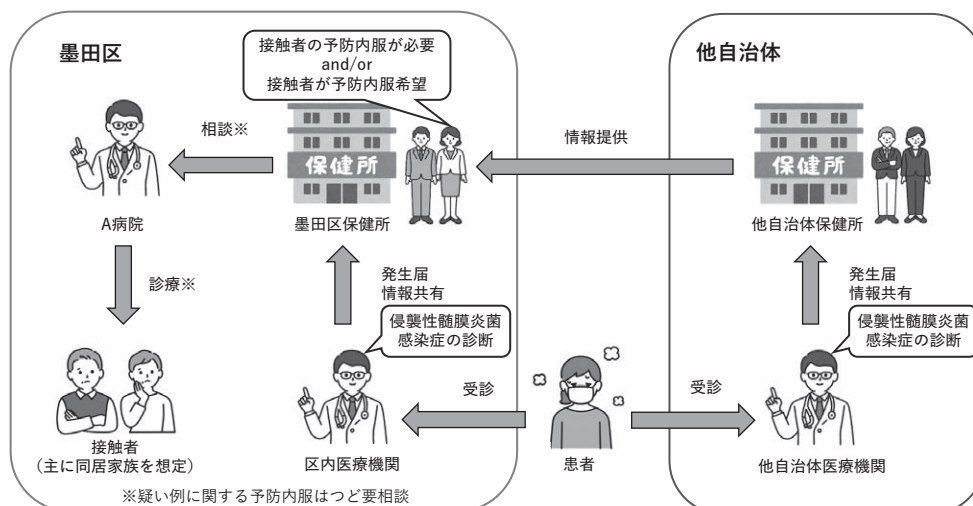 墨田区
接触者の予防内服が必要
and/or
接触者が予防内服希望
他自治体
相談※
情報提供
保健所
保健所
A病院
墨田区保健所
他自治体保健所
診療※
発生届
情報共有
発生届
情報共有
侵襲性髄膜炎菌
感染症の診断
侵襲性髄膜炎菌
感染症の診断
受診
受診
接触者
(主に同居家族を想定)
区内医療機関
患者
他自治体医療機関
※疑い例に関する予防内服はつど要相談